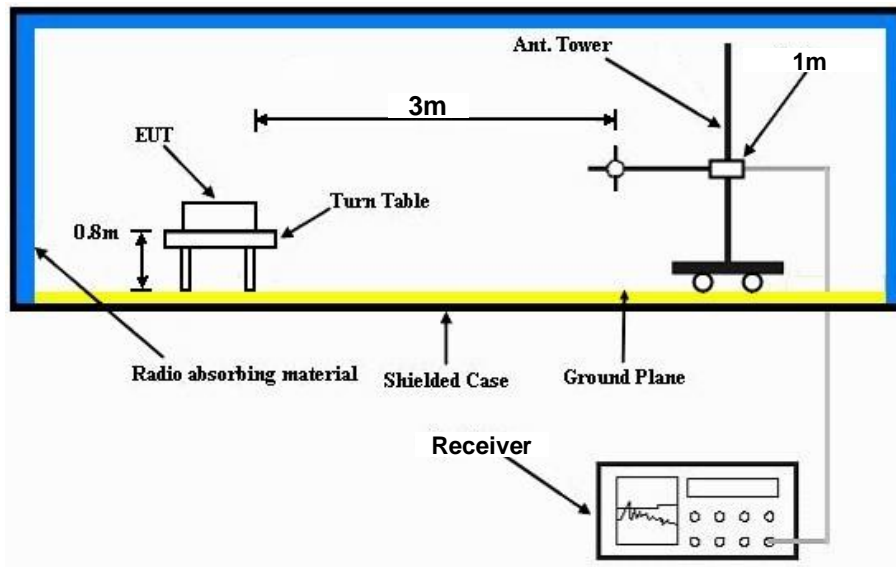 Ant. Tower
1m
3m
EUT
Turn Table
0.8m
Radio absorbing material
Shielded Case
Ground Plane
Receiver